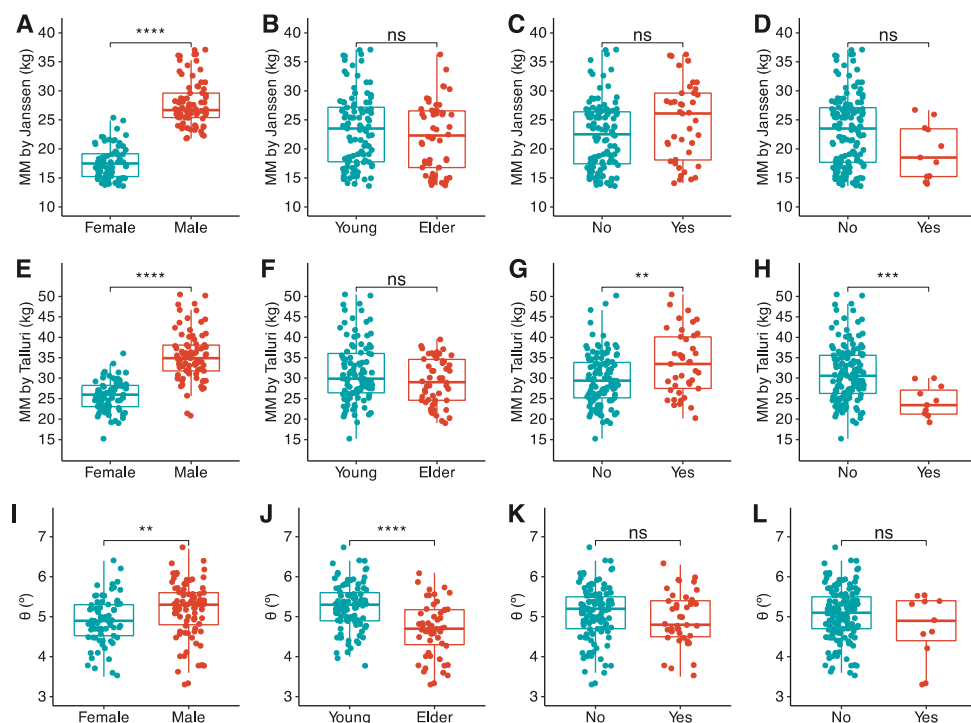 A B C D
MM by Janssen (kg) 40 35 30 25 20 15 10 **** Female Male
MM by Janssen (kg) 40 35 30 25 20 15 10 ns Young Elder
MM by Janssen (kg) 40 35 30 25 20 15 10 ns No Yes
MM by Janssen (kg) 40 35 30 25 20 15 10 ns No Yes
E F G H
MM by Talluri (kg) 50 45 40 35 30 25 20 15 **** Female Male
MM by Talluri (kg) 50 45 40 35 30 25 20 15 ns Young Elder
MM by Talluri (kg) 50 45 40 35 30 25 20 15 ** No Yes
MM by Talluri (kg) 50 45 40 35 30 25 20 15 *** No Yes
I J K L
θ (º) 7 6 5 4 3 ** Female Male
θ (º) 7 6 5 4 3 **** Young Elder
θ (º) 7 6 5 4 3 ns No Yes
θ (º) 7 6 5 4 3 ns No Yes